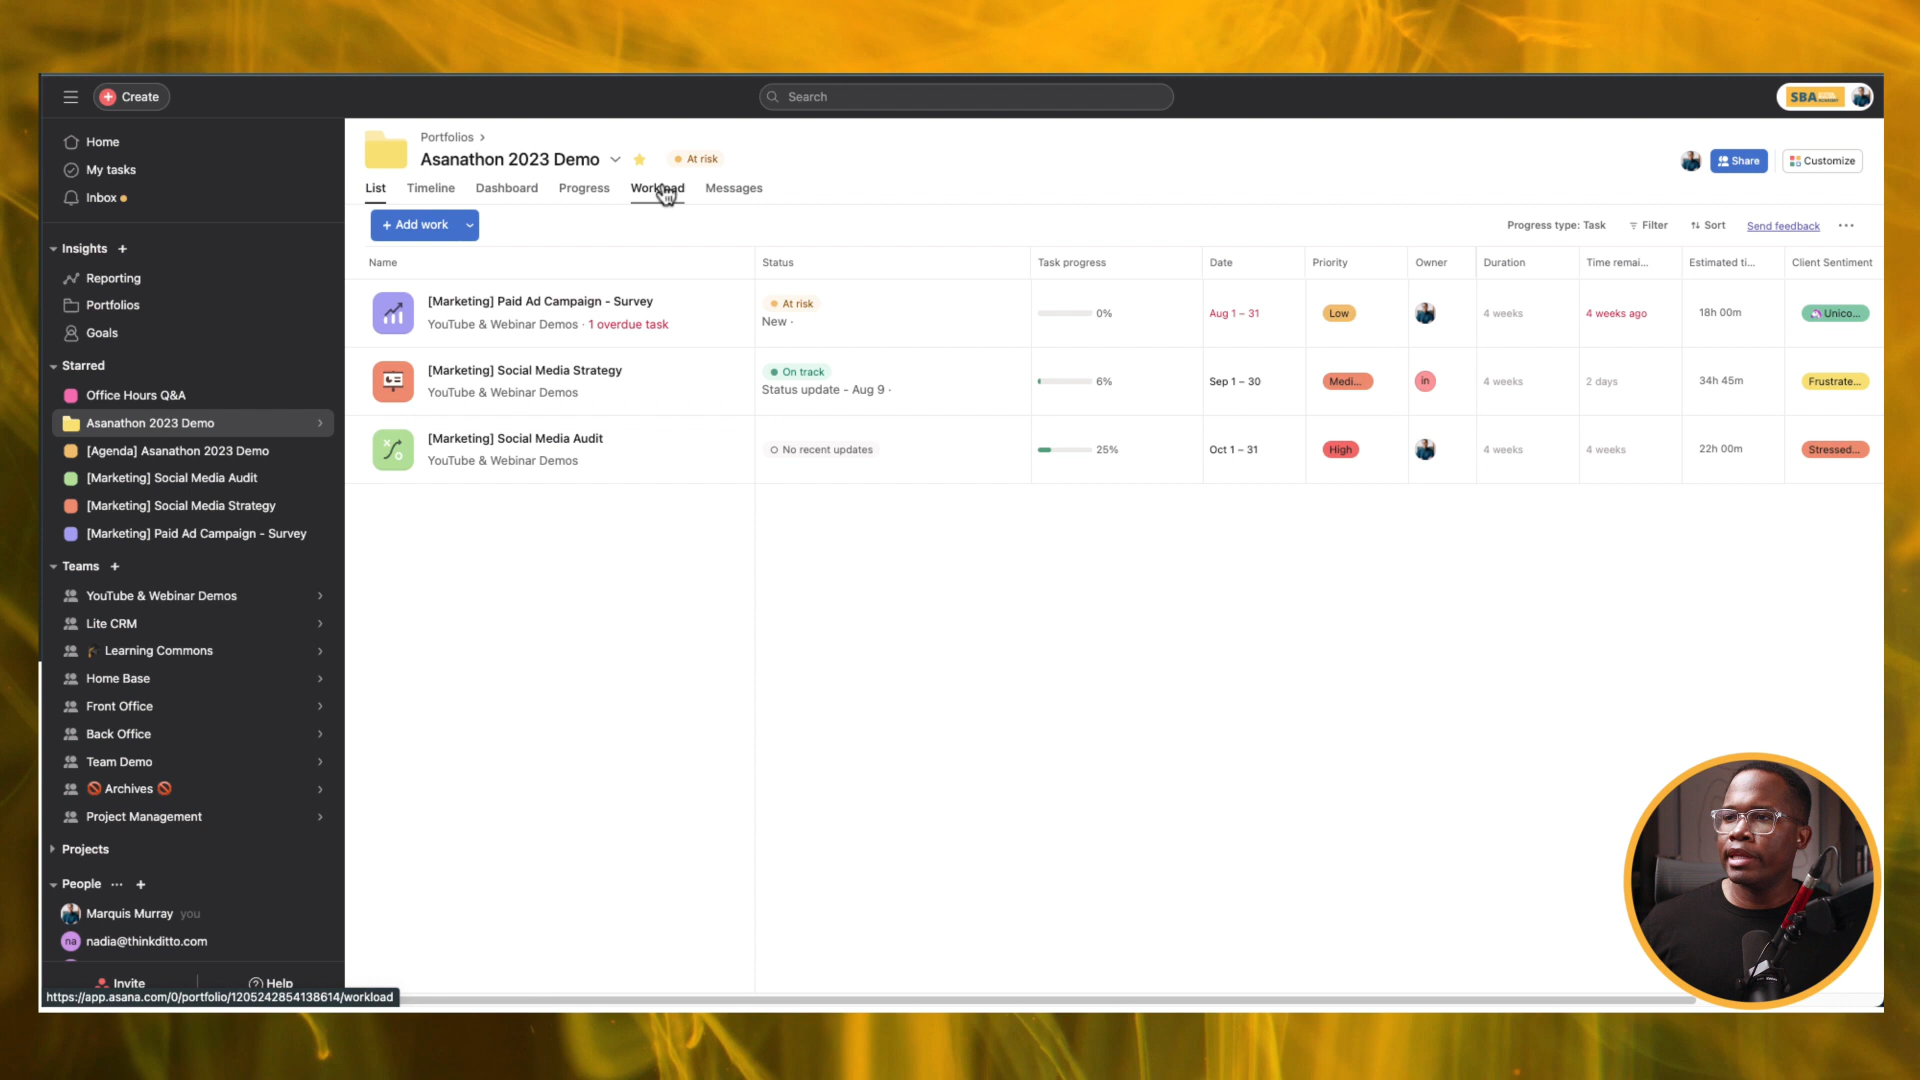 Create
Search
SBA
Home
My tasks
Inbox
Insights +
Reporting
Portfolios
Goals
Starred
Office Hours Q&A
Asanathon 2023 Demo
[Agenda] Asanathon 2023 Demo
[Marketing] Social Media Audit
[Marketing] Social Media Strategy
[Marketing] Paid Ad Campaign - Survey
Teams +
YouTube & Webinar Demos
Lite CRM
Learning Commons
Home Base
Front Office
Back Office
Team Demo
Archives
Project Management
Projects
People ··· +
Marquis Murray you
na nadia@thinkditto.com
Invite
Help
https://app.asana.com/0/portfolio/1205242854138614/workload
Portfolios >
Asanathon 2023 Demo
At risk
Share
Customize
List Timeline Dashboard Progress Workload Messages
+ Add work
Progress type: Task Filter Sort Send feedback ···
Name Status Task progress Date Priority Owner Duration Time remai... Estimated ti... Client Sentiment
[Marketing] Paid Ad Campaign - Survey
YouTube & Webinar Demos · 1 overdue task
At risk
New ·
0% Aug 1 – 31 Low 4 weeks 4 weeks ago 18h 00m Unico...
[Marketing] Social Media Strategy
YouTube & Webinar Demos
On track
Status update - Aug 9 ·
6% Sep 1 – 30 Medi... in 4 weeks 2 days 34h 45m Frustrate...
[Marketing] Social Media Audit
YouTube & Webinar Demos
No recent updates
25% Oct 1 – 31 High 4 weeks 4 weeks 22h 00m Stressed...